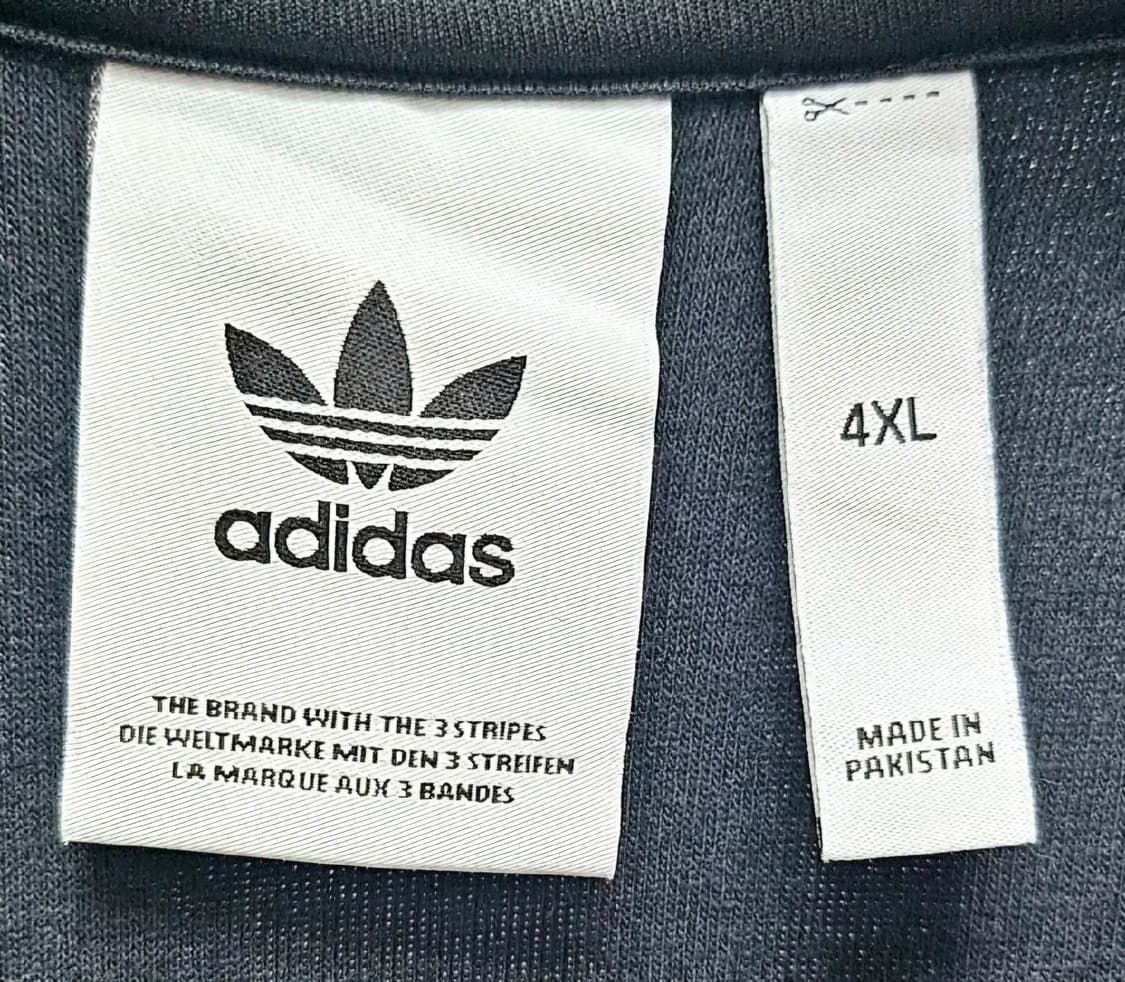 adidas
THE BRAND WITH THE 3 STRIPES
DIE WELTMARKE MIT DEN 3 STREIFEN
LA MARQUE AUX 3 BANDES
4XL
MADE IN
PAKISTAN